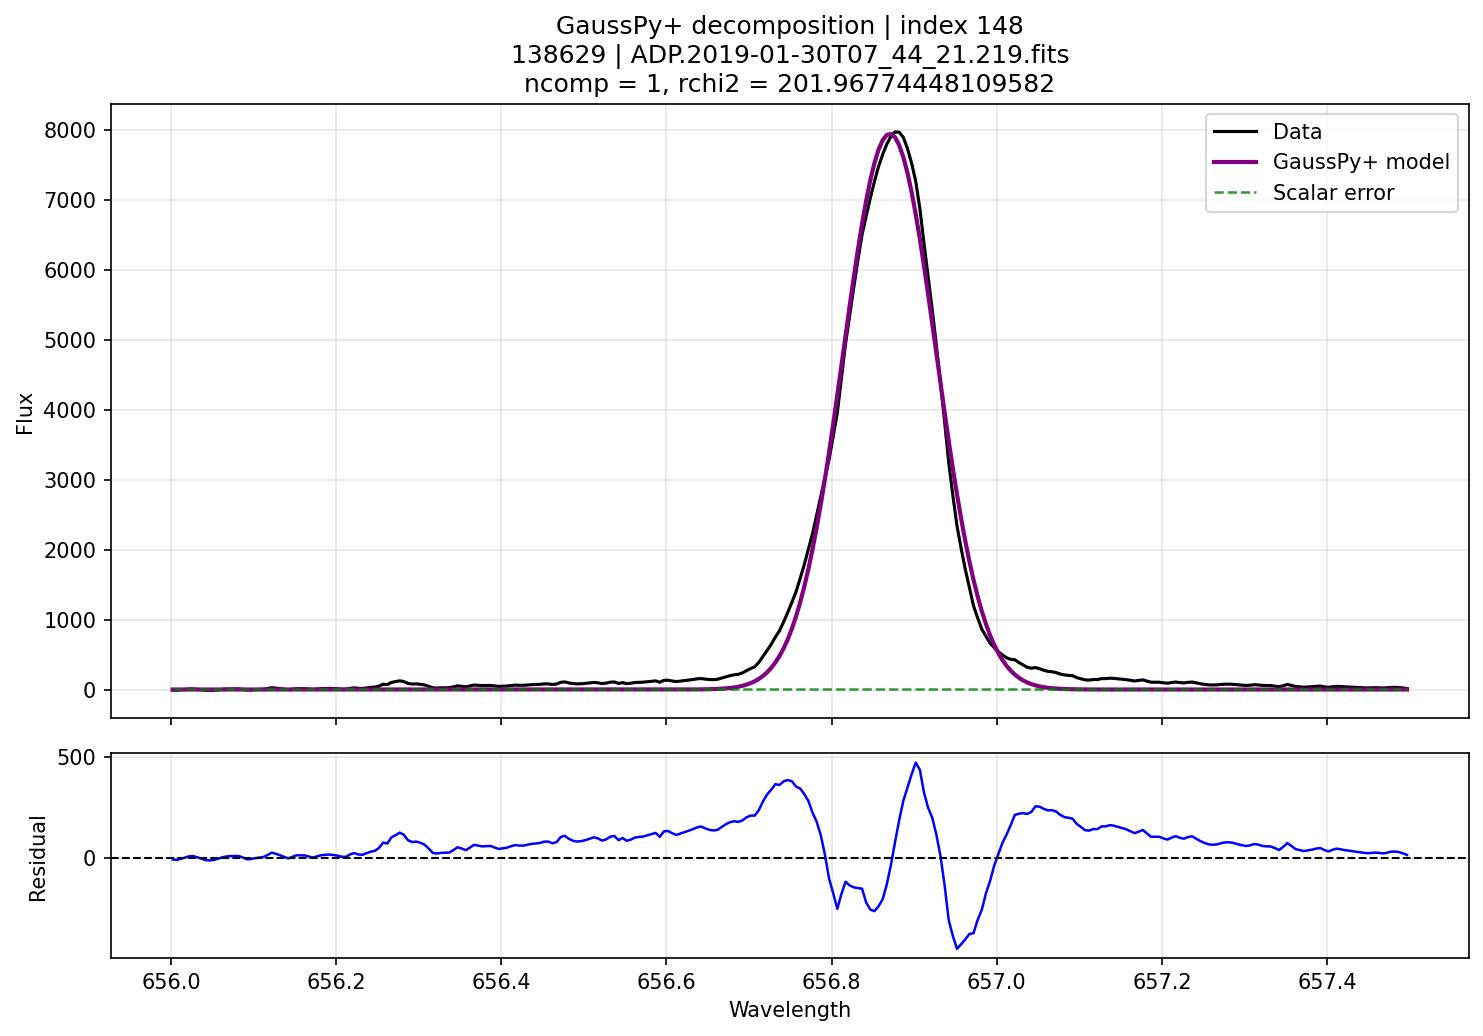 GaussPy+ decomposition | index 148
138629 | ADP.2019-01-30T07_44_21.219.fits
ncomp = 1, rchi2 = 201.96774448109582
Data
GaussPy+ model
Scalar error
8000
7000
6000
5000
4000
3000
2000
1000
0
Flux
500
0
Residual
656.0
656.2
656.4
656.6
656.8
657.0
657.2
657.4
Wavelength